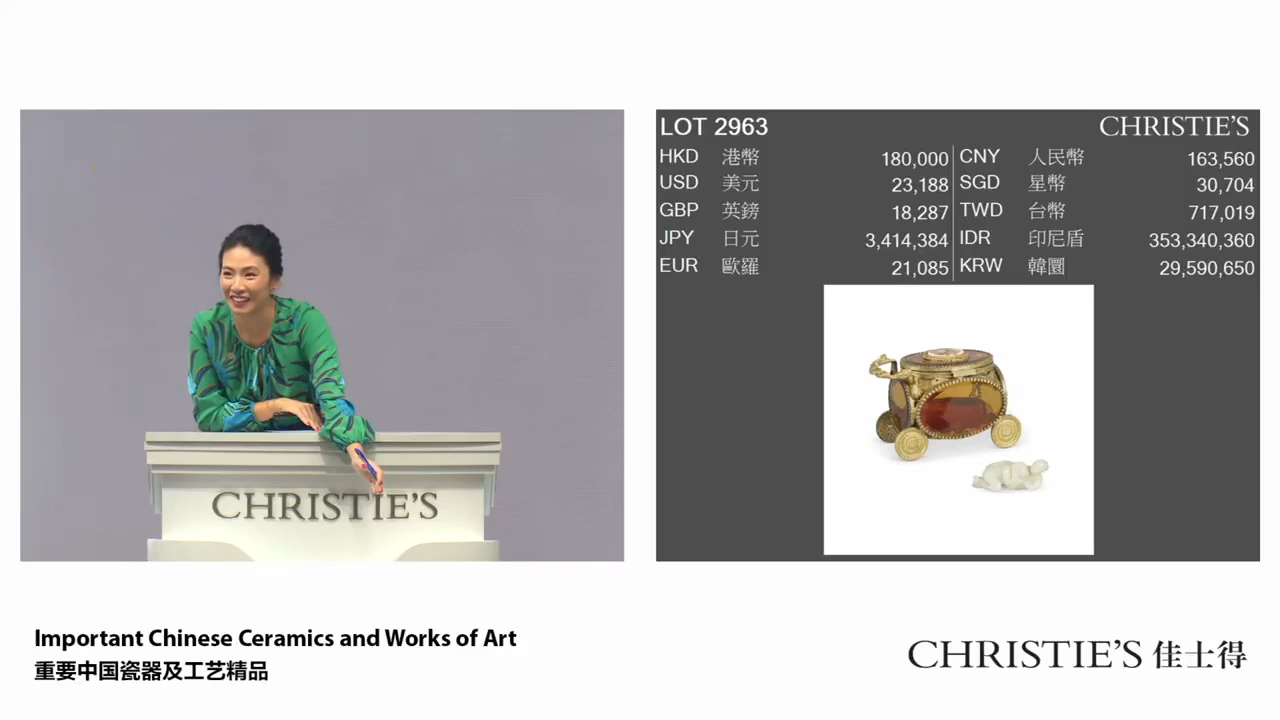 CHRISTIE'S
LOT 2963 CHRISTIE'S
HKD 港幣 180,000 CNY 人民幣 163,560
USD 美元 23,188 SGD 星幣 30,704
GBP 英鎊 18,287 TWD 台幣 717,019
JPY 日元 3,414,384 IDR 印尼盾 353,340,360
EUR 歐羅 21,085 KRW 韓圜 29,590,650
Important Chinese Ceramics and Works of Art
重要中国瓷器及工艺精品
CHRISTIE'S 佳士得